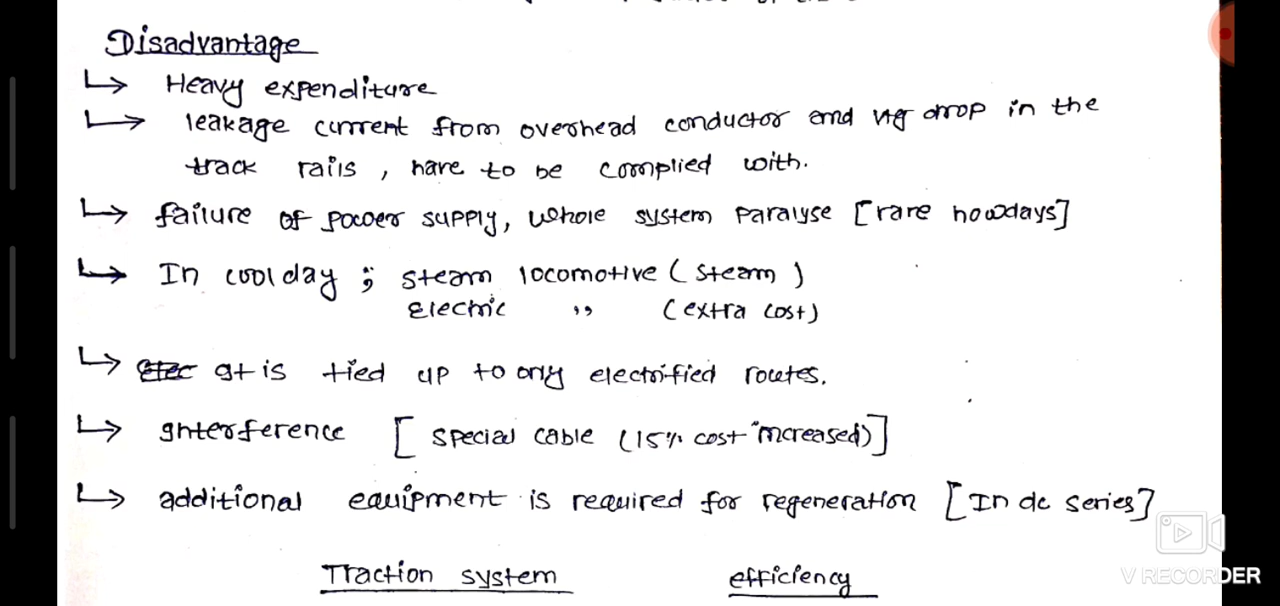 Disadvantage
↳ Heavy expenditure
↳ leakage current from overhead conductor and vtg drop in the
track rails, have to be complied with.
↳ failure of power supply, whole system paralyse [rare nowdays]
↳ In cool day ; steam locomotive (steam)
Electric ,, (extra cost)
↳ It is tied up to only electrified routes.
↳ Interference [special cable (15% cost increased)]
↳ additional equipment is required for regeneration [In dc series]
Traction system efficiency
V RECORDER